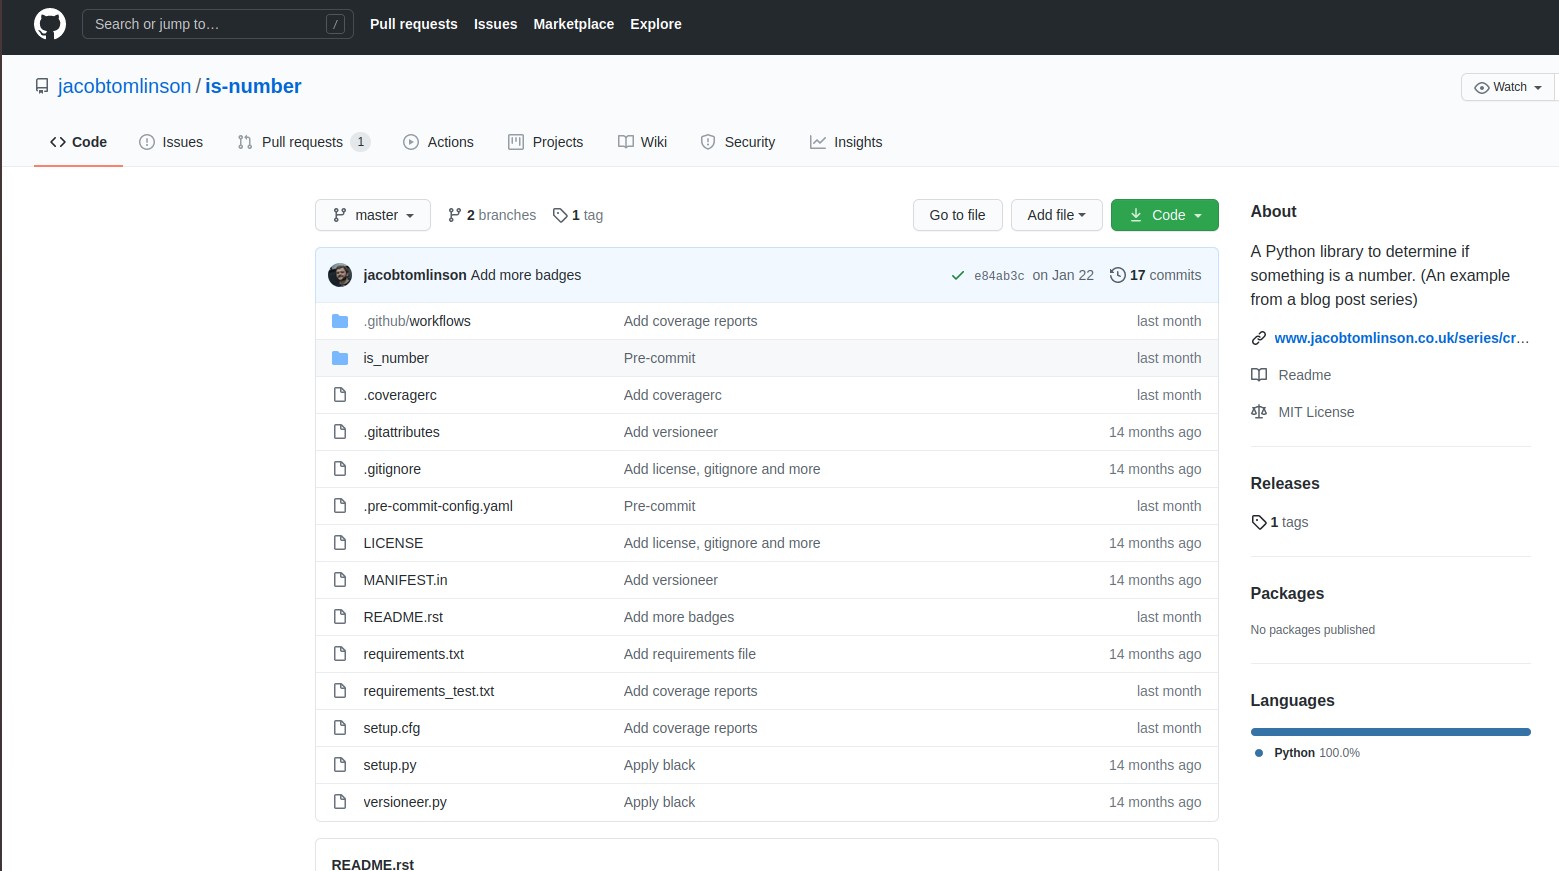 Search or jump to… /
Pull requests Issues Marketplace Explore
jacobtomlinson / is-number
Watch
Code Issues Pull requests 1 Actions Projects Wiki Security Insights
master 2 branches 1 tag
Go to file Add file Code
jacobtomlinson Add more badges e84ab3c on Jan 22 17 commits
.github/workflows Add coverage reports last month
is_number Pre-commit last month
.coveragerc Add coveragerc last month
.gitattributes Add versioneer 14 months ago
.gitignore Add license, gitignore and more 14 months ago
.pre-commit-config.yaml Pre-commit last month
LICENSE Add license, gitignore and more 14 months ago
MANIFEST.in Add versioneer 14 months ago
README.rst Add more badges last month
requirements.txt Add requirements file 14 months ago
requirements_test.txt Add coverage reports last month
setup.cfg Add coverage reports last month
setup.py Apply black 14 months ago
versioneer.py Apply black 14 months ago
README.rst
About
A Python library to determine if
something is a number. (An example
from a blog post series)
www.jacobtomlinson.co.uk/series/cr…
Readme
MIT License
Releases
1 tags
Packages
No packages published
Languages
Python 100.0%